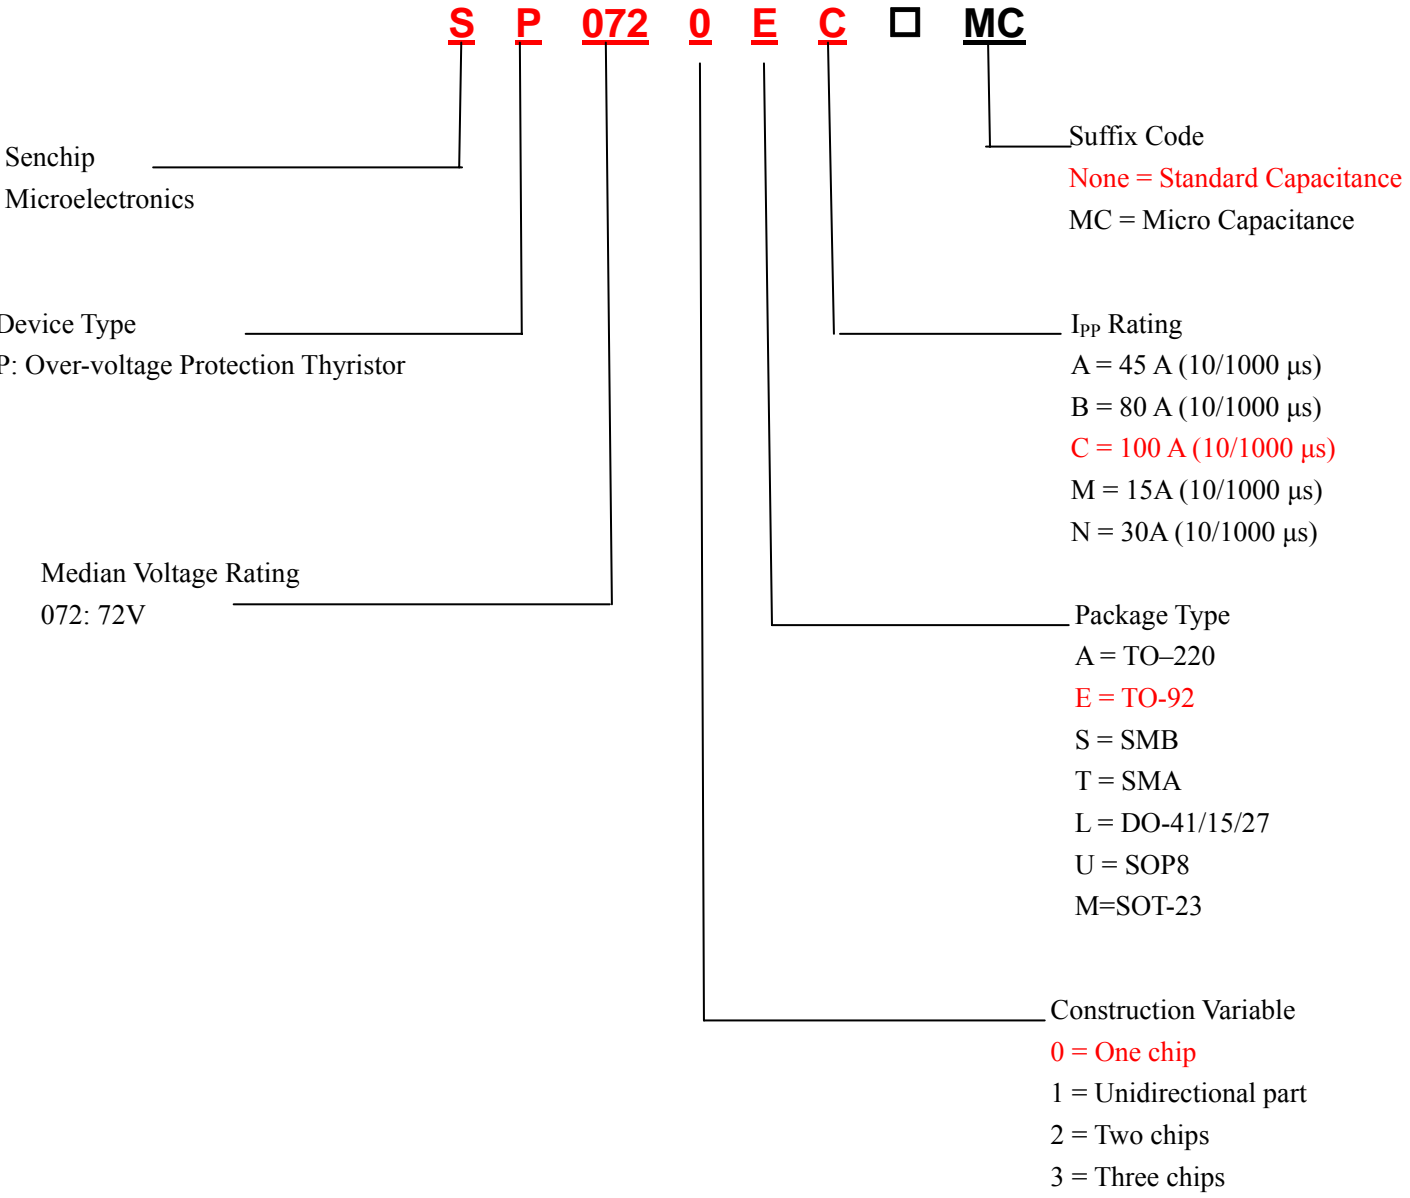 S P 072 0 E C □ MC
Senchip
Microelectronics
Device Type
P: Over-voltage Protection Thyristor
Median Voltage Rating
072: 72V
Suffix Code
None = Standard Capacitance
MC = Micro Capacitance
IPP Rating
A = 45 A (10/1000 μs)
B = 80 A (10/1000 μs)
C = 100 A (10/1000 μs)
M = 15A (10/1000 μs)
N = 30A (10/1000 μs)
Package Type
A = TO–220
E = TO-92
S = SMB
T = SMA
L = DO-41/15/27
U = SOP8
M=SOT-23
Construction Variable
0 = One chip
1 = Unidirectional part
2 = Two chips
3 = Three chips